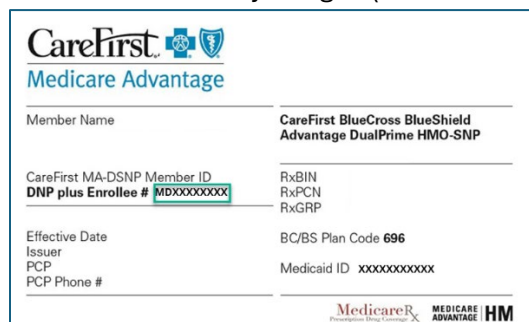 CareFirst
Medicare Advantage
Member Name
CareFirst BlueCross BlueShield
Advantage DualPrime HMO-SNP
CareFirst MA-DSNP Member ID
DNP plus Enrollee # MDXXXXXXXX
RxBIN
RxPCN
RxGRP
Effective Date
Issuer
PCP
PCP Phone #
BC/BS Plan Code 696
Medicaid ID xxxxxxxxxxx
MedicareRx
Prescription Drug Coverage
MEDICARE
ADVANTAGE HM